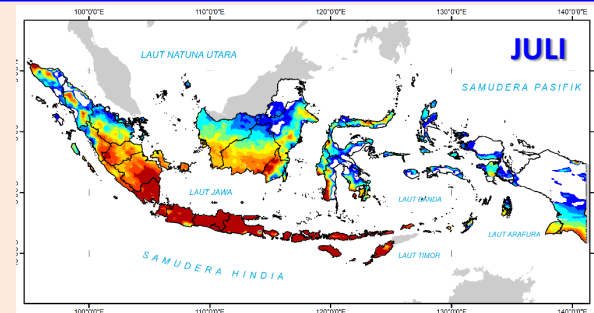 100°0'0"E 110°0'0"E 120°0'0"E 130°0'0"E 140°0'0"E
JULI
LAUT NATUNA UTARA
SAMUDERA PASIFIK
LAUT JAWA
LAUT BANDA
LAUT ARAFURA
LAUT TIMOR
SAMUDERA HINDIA
100°0'0"E 110°0'0"E 120°0'0"E 130°0'0"E 140°0'0"E